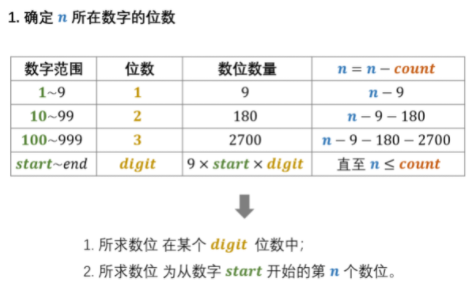 1. 确定 n 所在数字的位数
数字范围 位数 数位数量 n = n − count
1~9 1 9 n − 9
10~99 2 180 n − 9 − 180
100~999 3 2700 n − 9 − 180 − 2700
start~end digit 9 × start × digit 直至 n ≤ count
1. 所求数位 在某个 digit 位数中；
2. 所求数位 为从数字 start 开始的第 n 个数位。